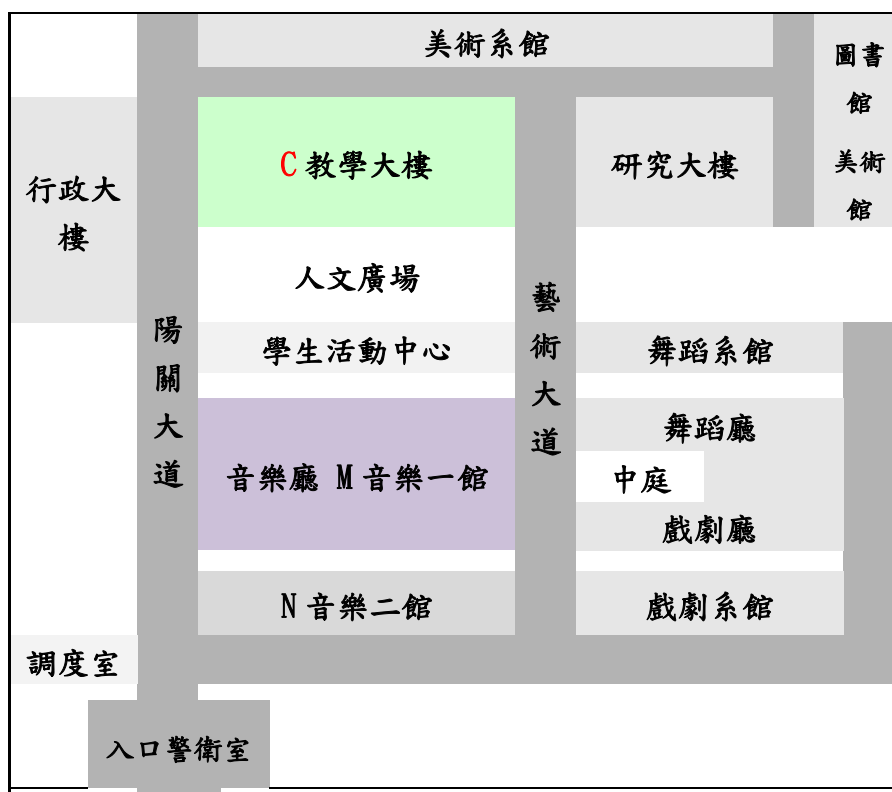 美術系館
圖書
館
美術
館
行政大
樓
C 教學大樓
研究大樓
人文廣場
陽關大道
學生活動中心
藝術大道
舞蹈系館
音樂廳 M 音樂一館
舞蹈廳
中庭
戲劇廳
N 音樂二館
戲劇系館
調度室
入口警衛室